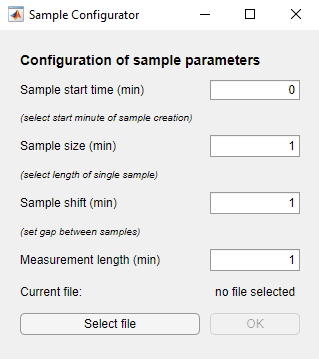 Sample Configurator
Configuration of sample parameters
Sample start time (min) 0
(select start minute of sample creation)
Sample size (min) 1
(select length of single sample)
Sample shift (min) 1
(set gap between samples)
Measurement length (min) 1
Current file: no file selected
Select file OK